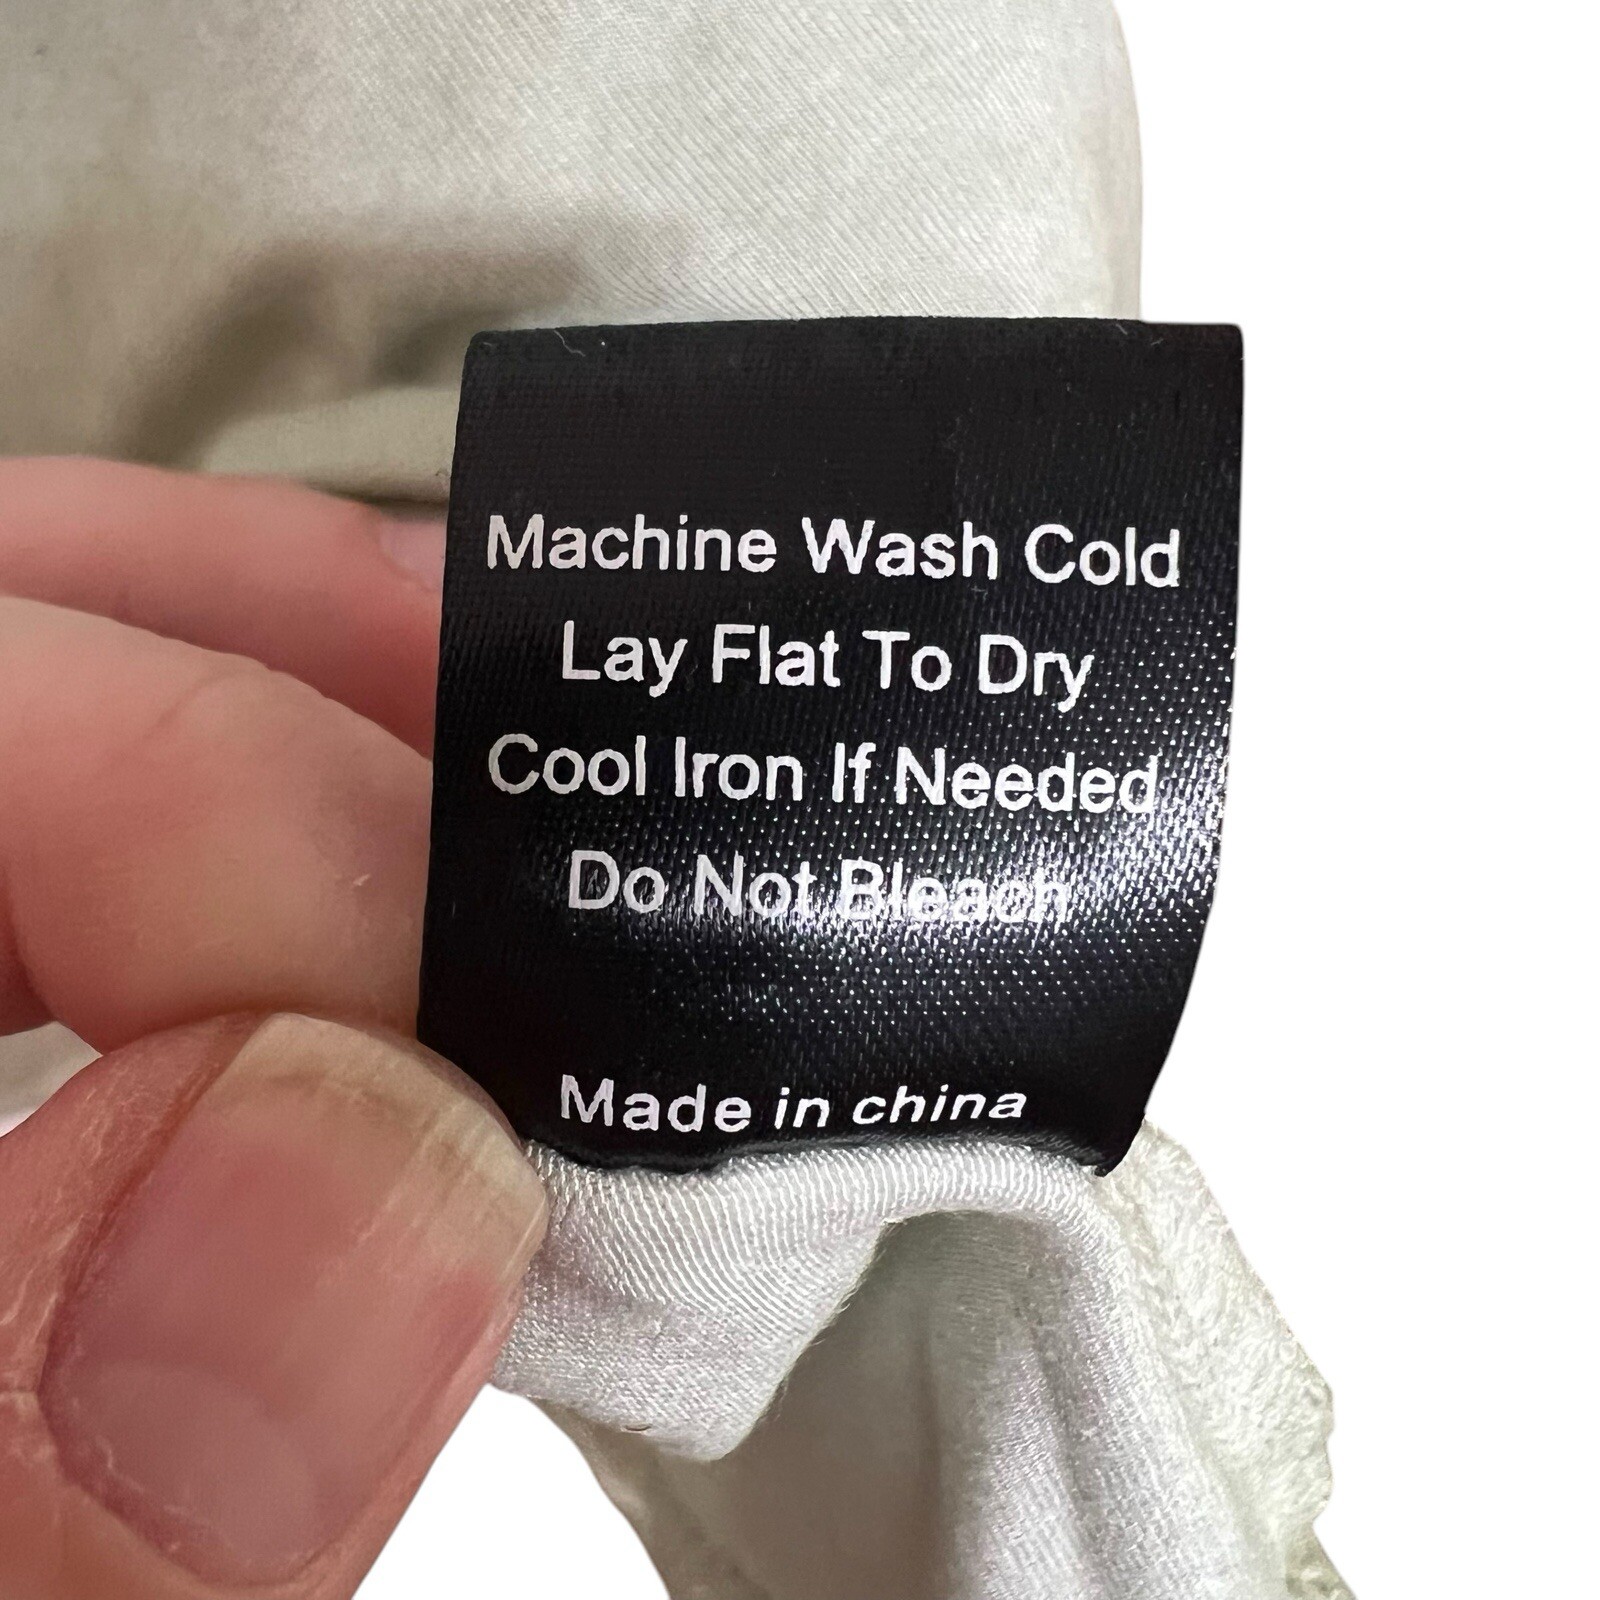 Machine Wash Cold
Lay Flat To Dry
Cool Iron If Needed
Do Not Bleach
Made in china